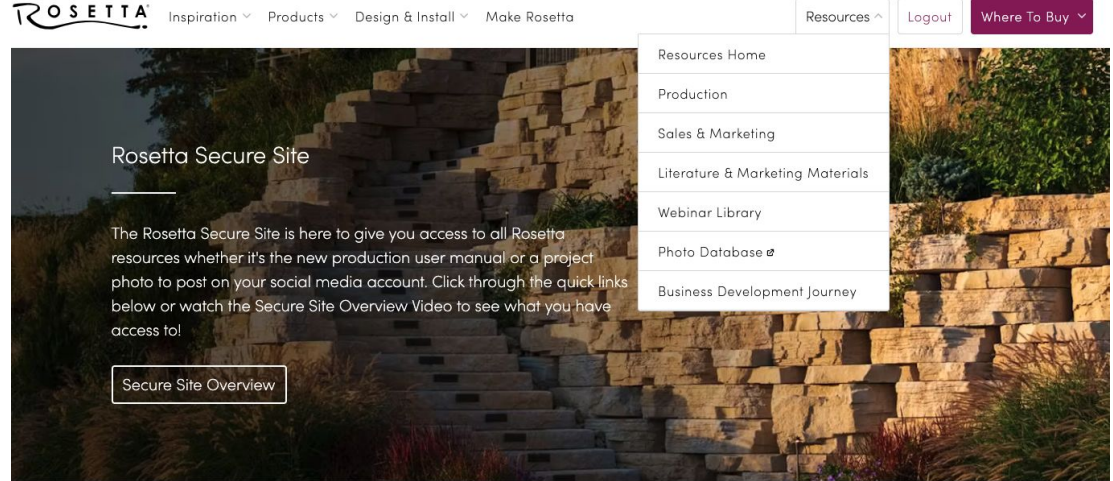 ROSETTA®
Inspiration
Products
Design & Install
Make Rosetta
Resources
Logout
Where To Buy
Resources Home
Production
Sales & Marketing
Literature & Marketing Materials
Webinar Library
Photo Database
Business Development Journey
Rosetta Secure Site
The Rosetta Secure Site is here to give you access to all Rosetta
resources whether it's the new production user manual or a project
photo to post on your social media account. Click through the quick links
below or watch the Secure Site Overview Video to see what you have
access to!
Secure Site Overview